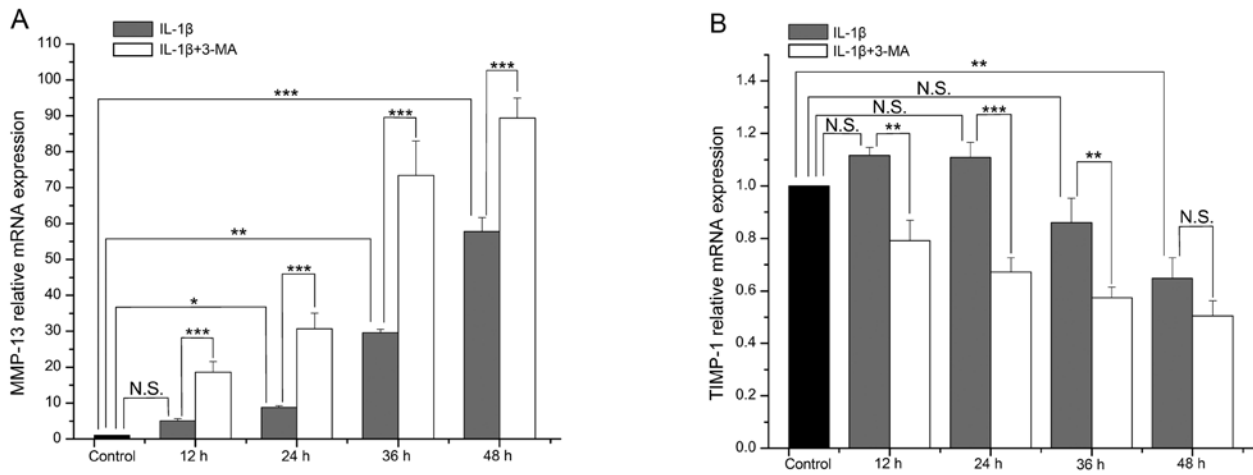 A
IL-1β
IL-1β+3-MA
MMP-13 relative mRNA expression
110
100
90
80
70
60
50
40
30
20
10
0
***
***
***
**
***
*
***
N.S.
Control
12 h
24 h
36 h
48 h
B
IL-1β
IL-1β+3-MA
TIMP-1 relative mRNA expression
1.4
1.2
1.0
0.8
0.6
0.4
0.2
0.0
**
N.S.
N.S.
***
N.S.
**
**
N.S.
Control
12 h
24 h
36 h
48 h